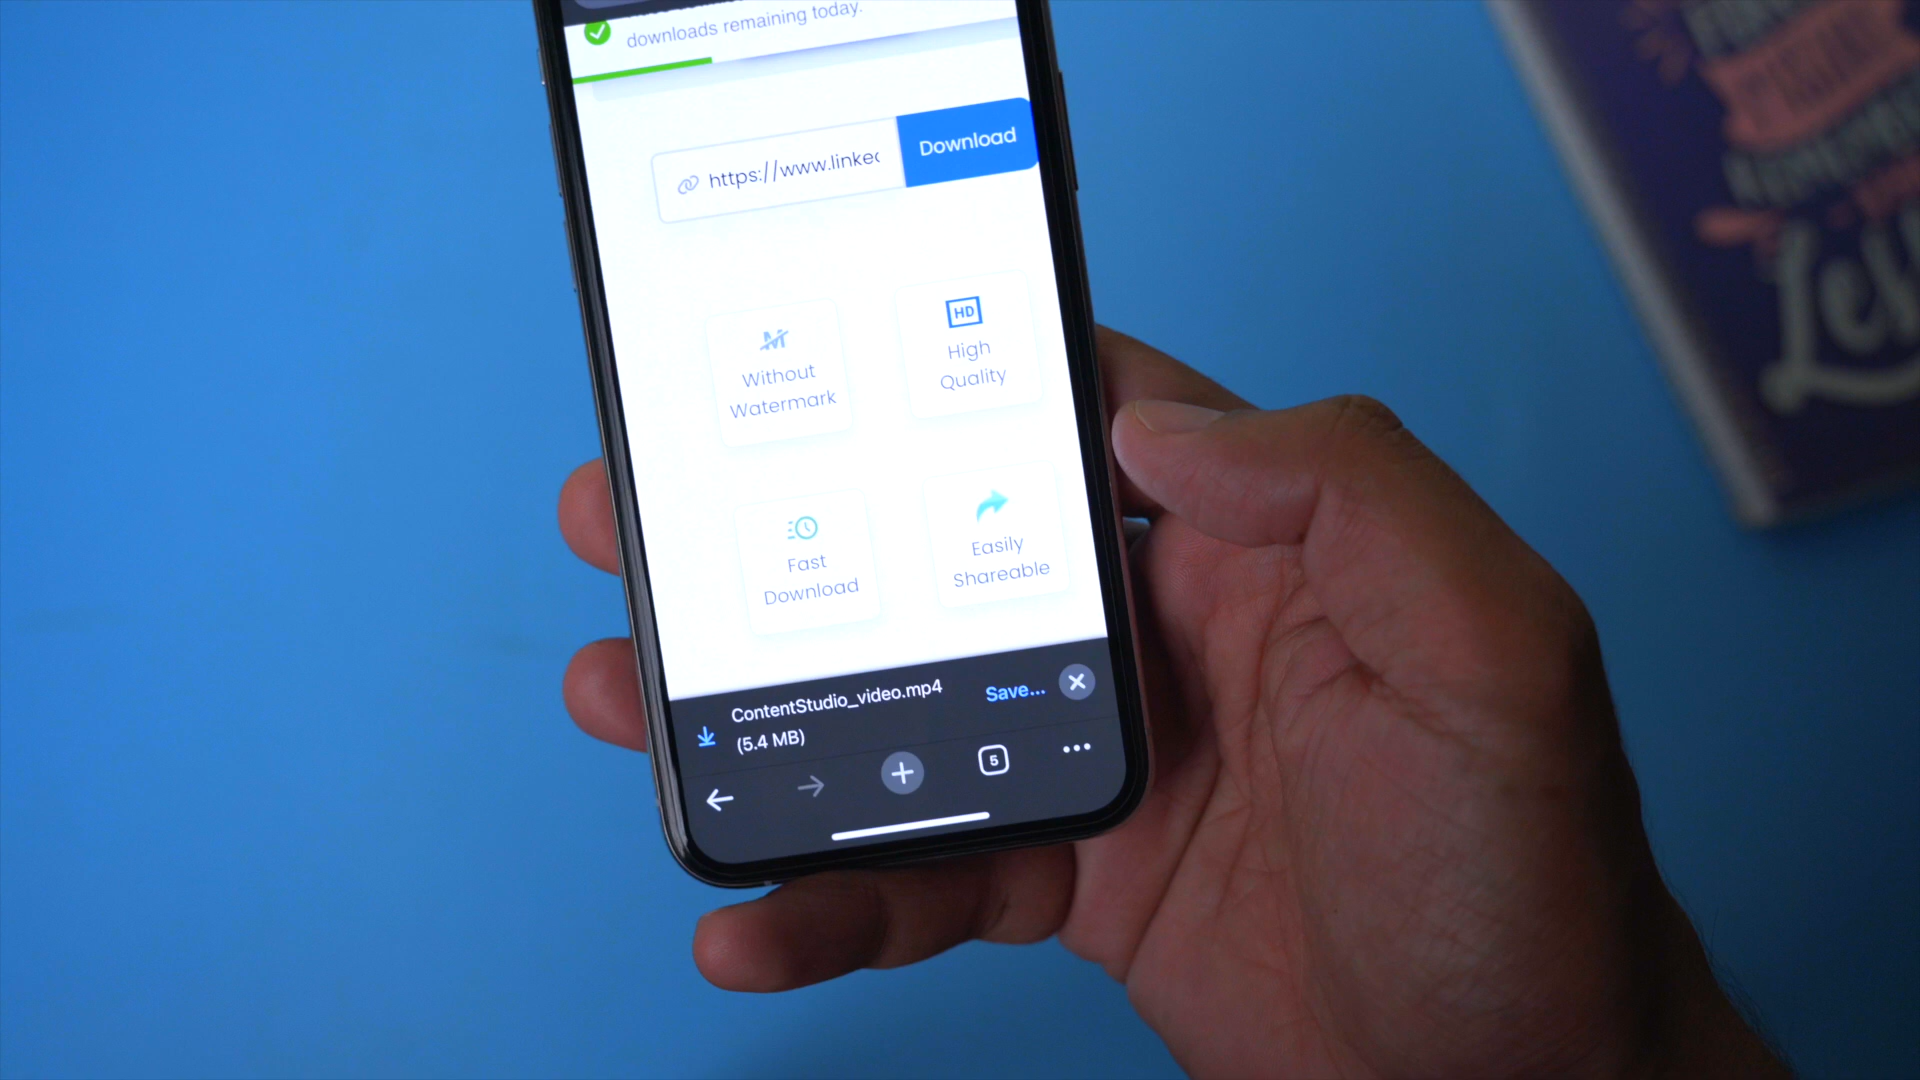 downloads remaining today.
https://www.linkec
Download
HD
High
Quality
Without
Watermark
Fast
Download
Easily
Shareable
ContentStudio_video.mp4
Save...
(5.4 MB)
5